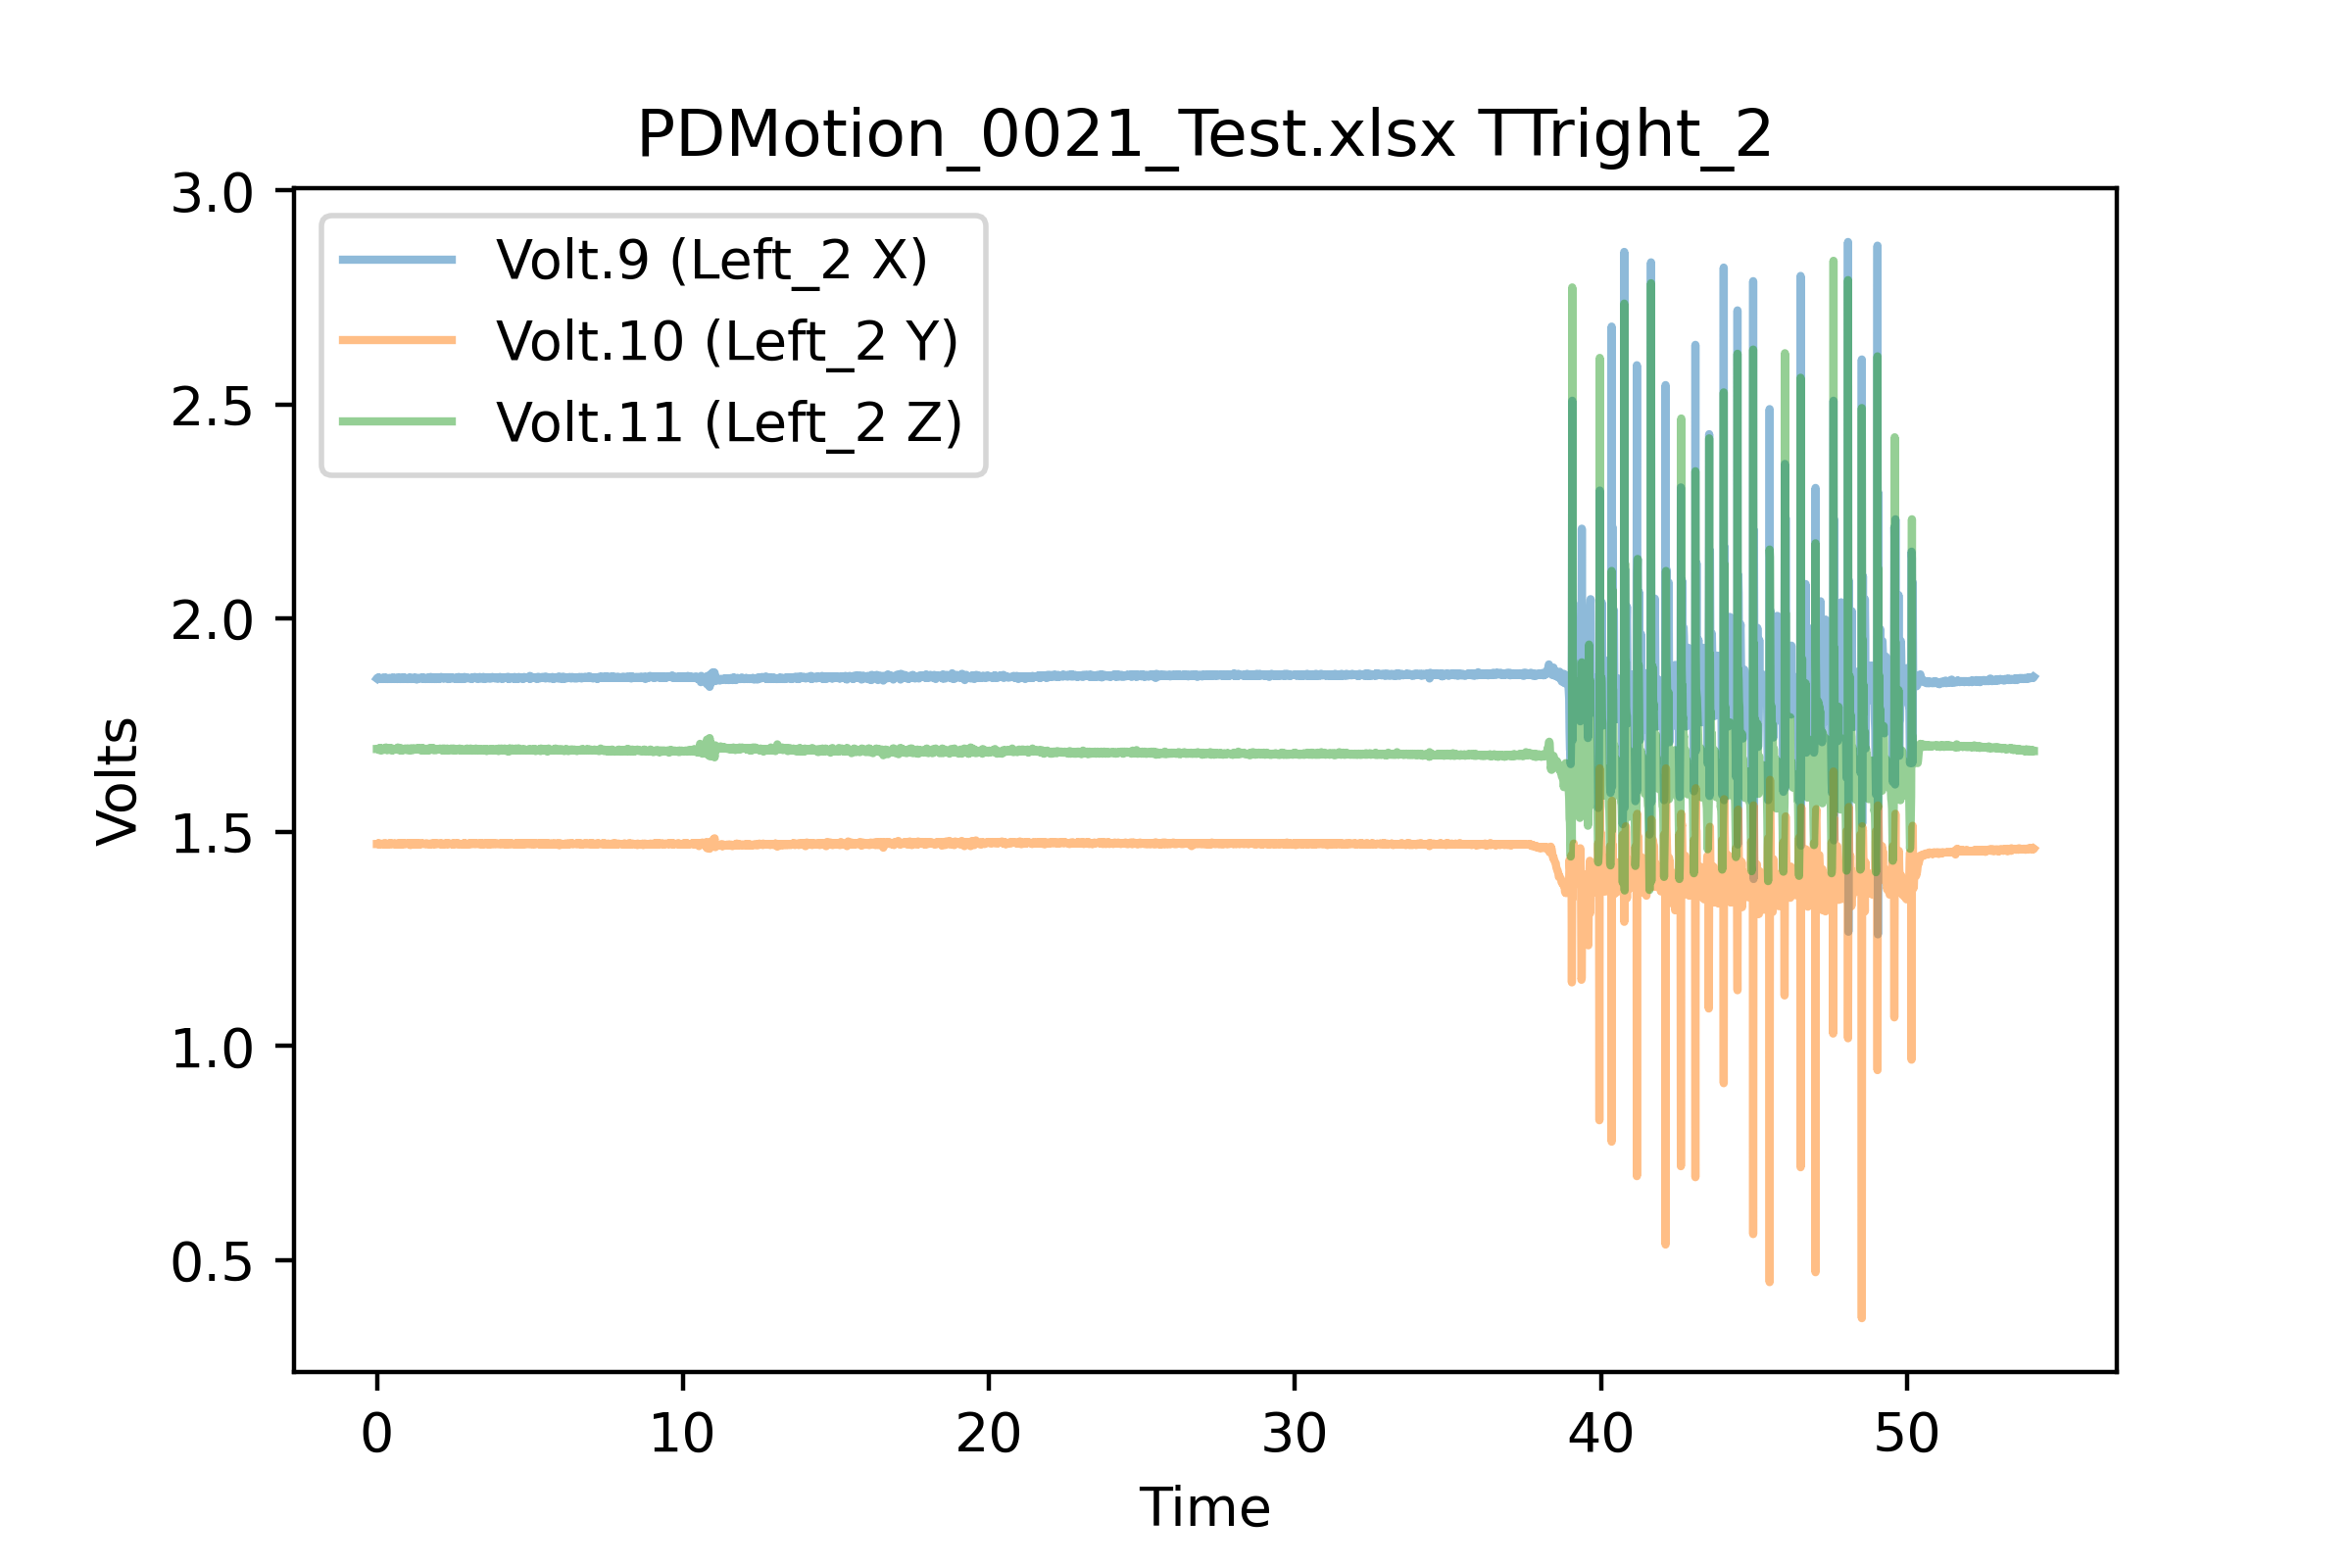 PDMotion_0021_Test.xlsx TTright_2
Volt.9 (Left_2 X)
Volt.10 (Left_2 Y)
Volt.11 (Left_2 Z)
Volts
3.0
2.5
2.0
1.5
1.0
0.5
0 10 20 30 40 50
Time